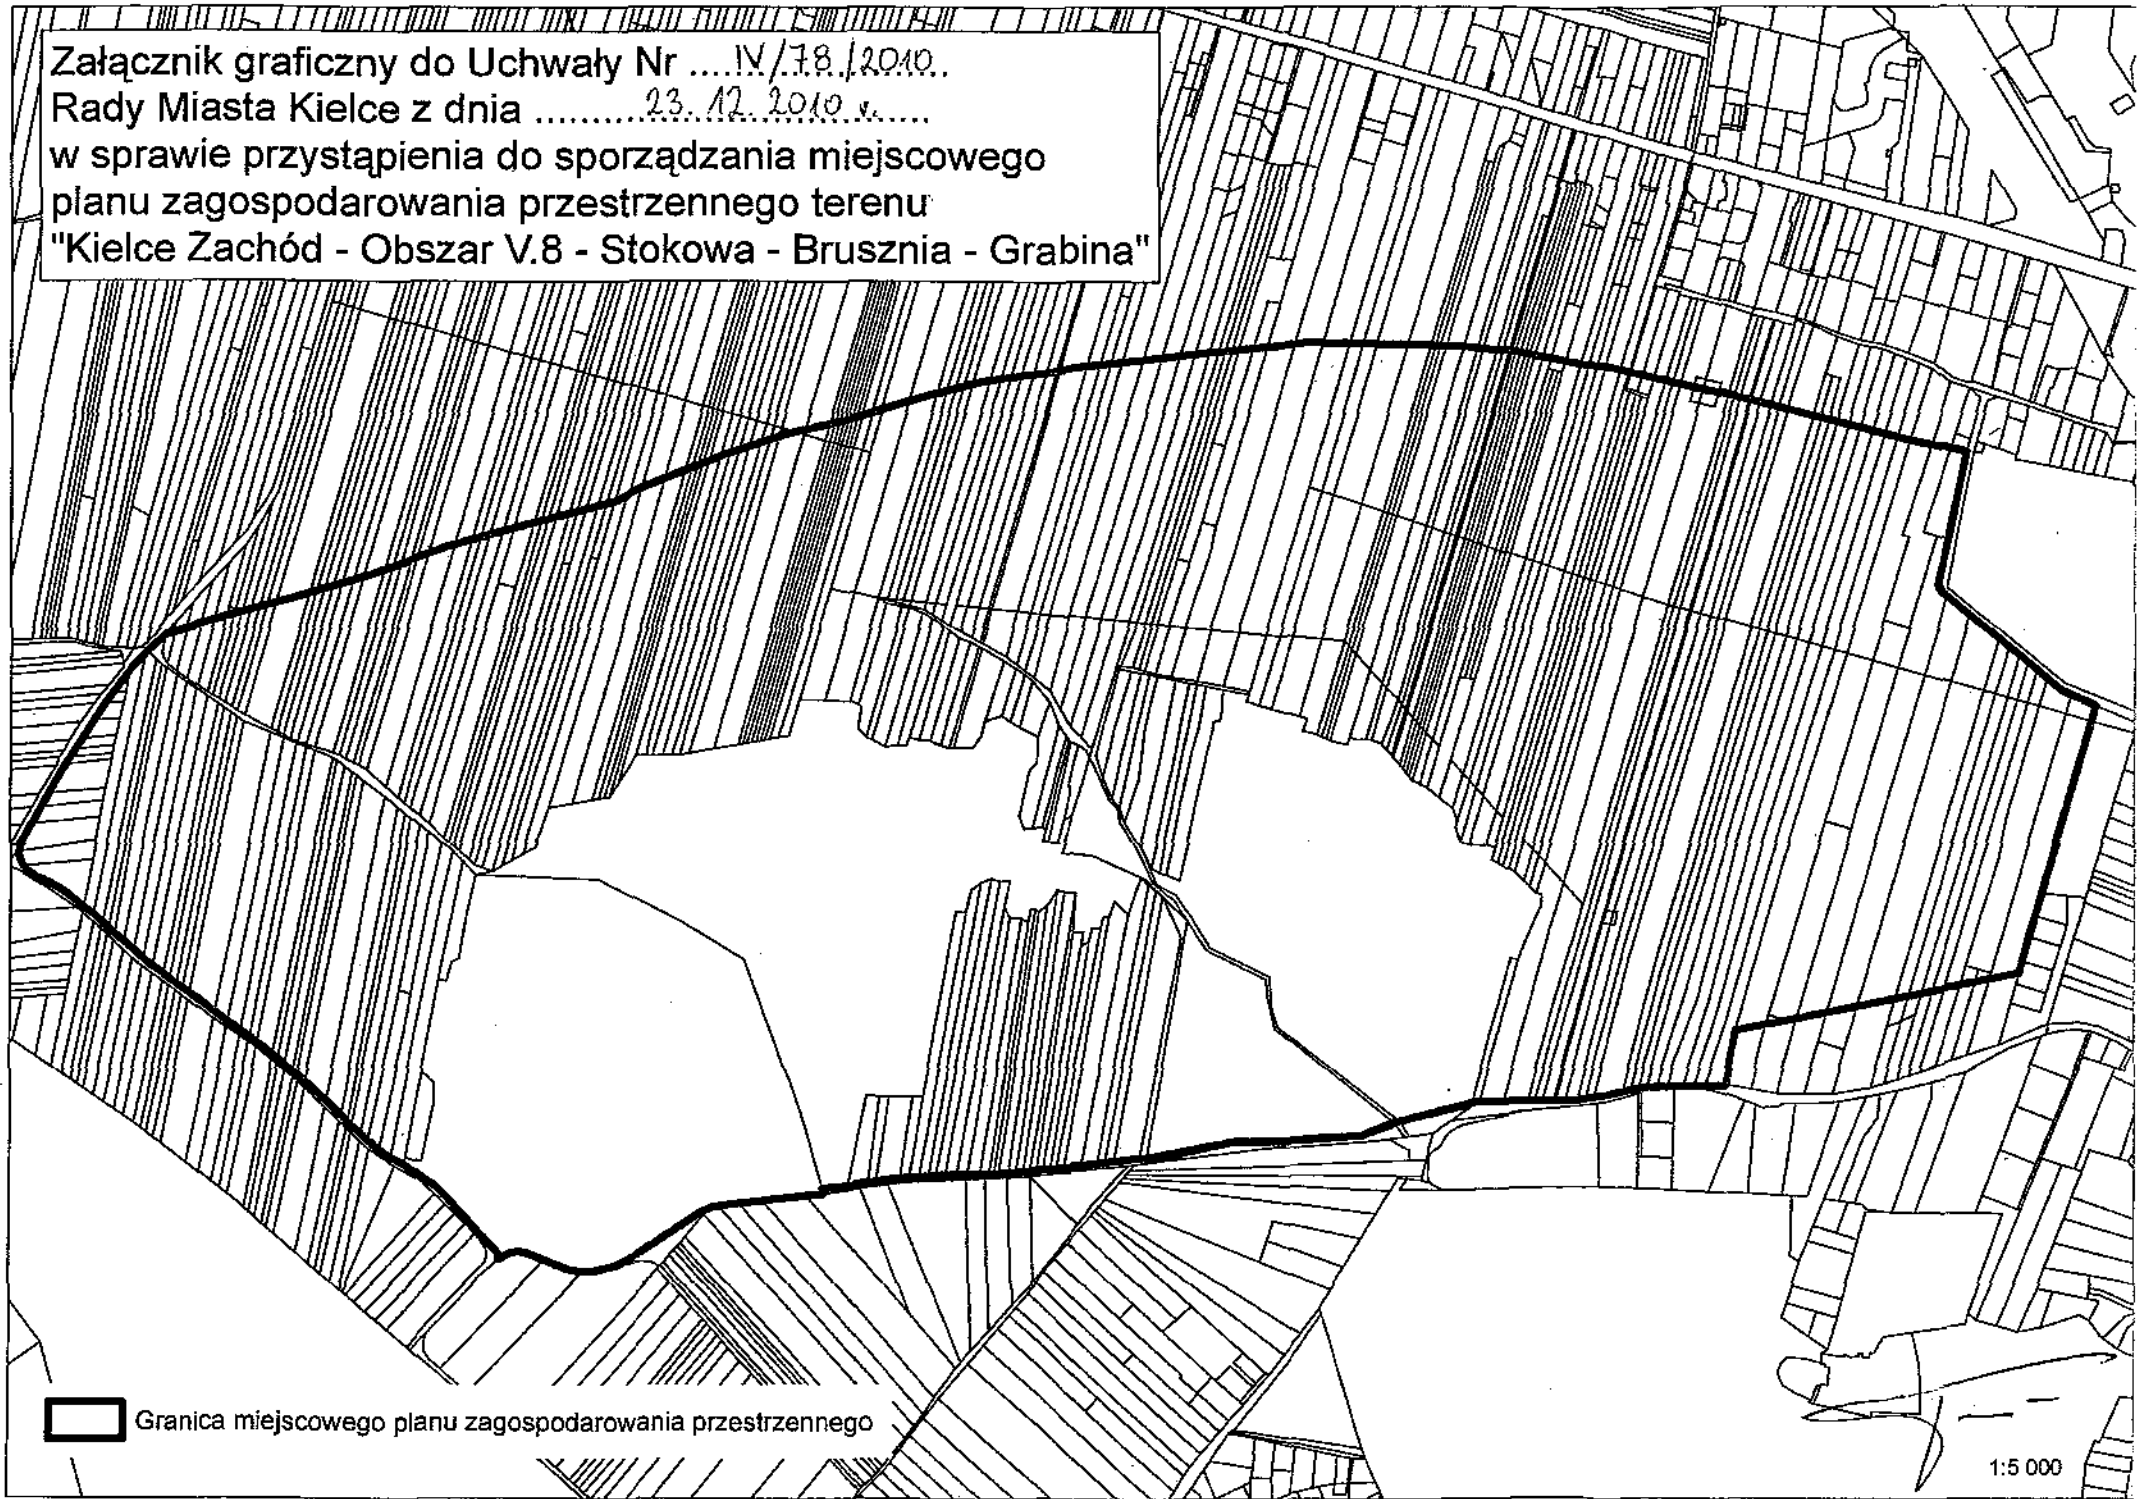 Załącznik graficzny do Uchwały Nr ....IV/78/2010..
Rady Miasta Kielce z dnia ..........23.12.2010 r.....
w sprawie przystąpienia do sporządzania miejscowego
planu zagospodarowania przestrzennego terenu
"Kielce Zachód - Obszar V.8 - Stokowa - Brusznia - Grabina"
Granica miejscowego planu zagospodarowania przestrzennego
1:5 000